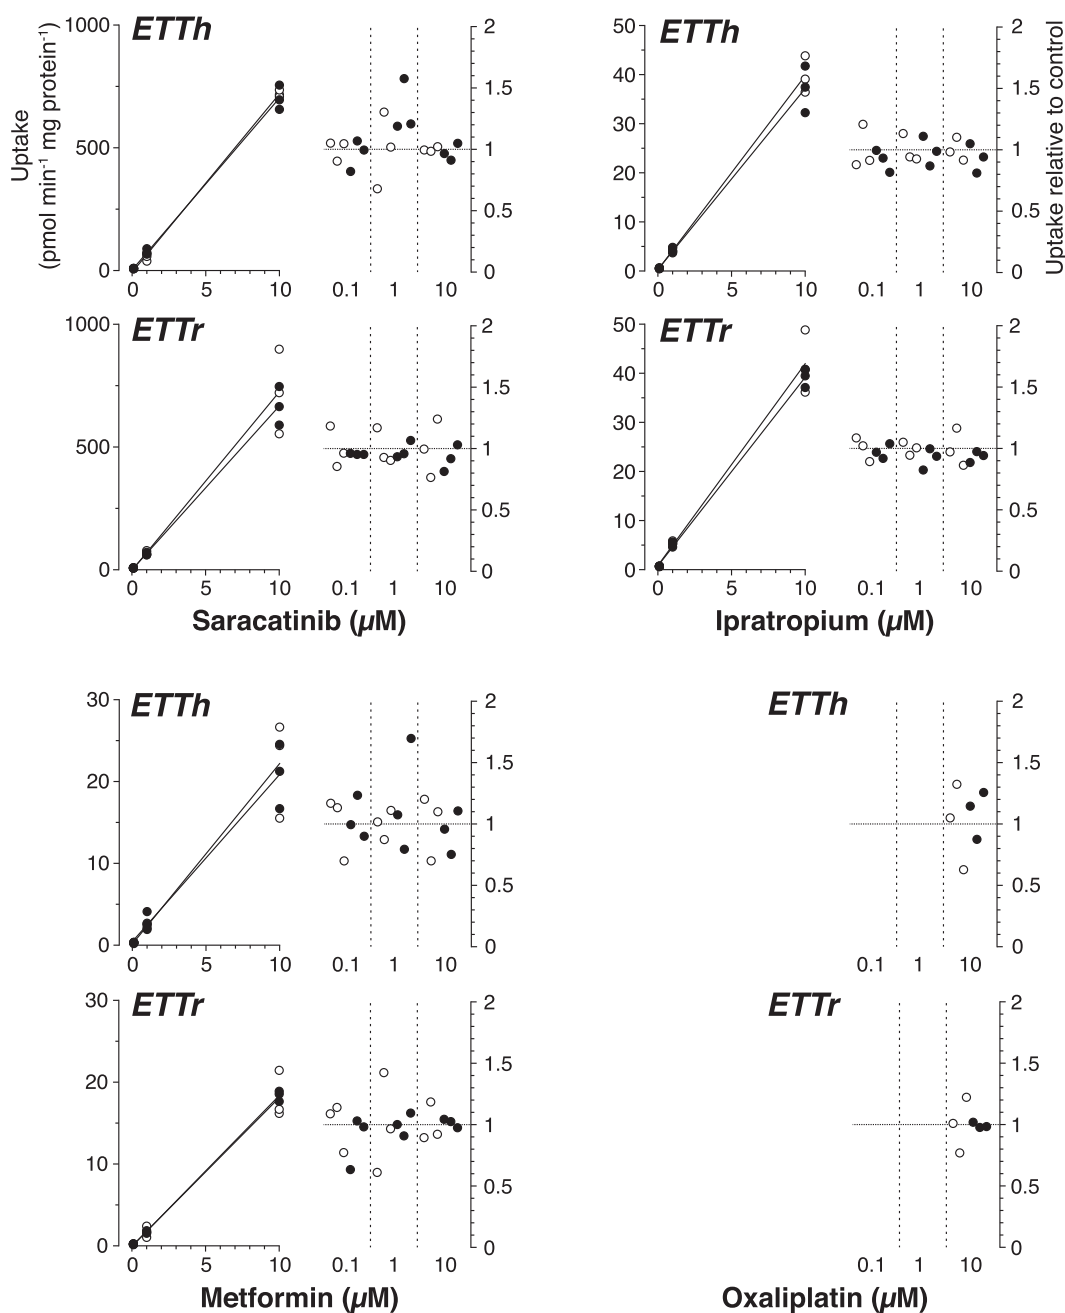 ETTh
1000
500
0
0 5 10
2
1.5
1
0.5
0
0.1 1 10
Uptake
(pmol min⁻¹ mg protein⁻¹)
ETTh
50
40
30
20
10
0
0 5 10
2
1.5
1
0.5
0
0.1 1 10
Uptake relative to control
ETTr
1000
500
0
0 5 10
2
1.5
1
0.5
0
0.1 1 10
Saracatinib (µM)
ETTr
50
40
30
20
10
0
0 5 10
2
1.5
1
0.5
0
0.1 1 10
Ipratropium (µM)
ETTh
30
20
10
0
0 5 10
2
1.5
1
0.5
0
0.1 1 10
ETTh
2
1.5
1
0.5
0
0.1 1 10
ETTr
30
20
10
0
0 5 10
2
1.5
1
0.5
0
0.1 1 10
Metformin (µM)
ETTr
2
1.5
1
0.5
0
0.1 1 10
Oxaliplatin (µM)